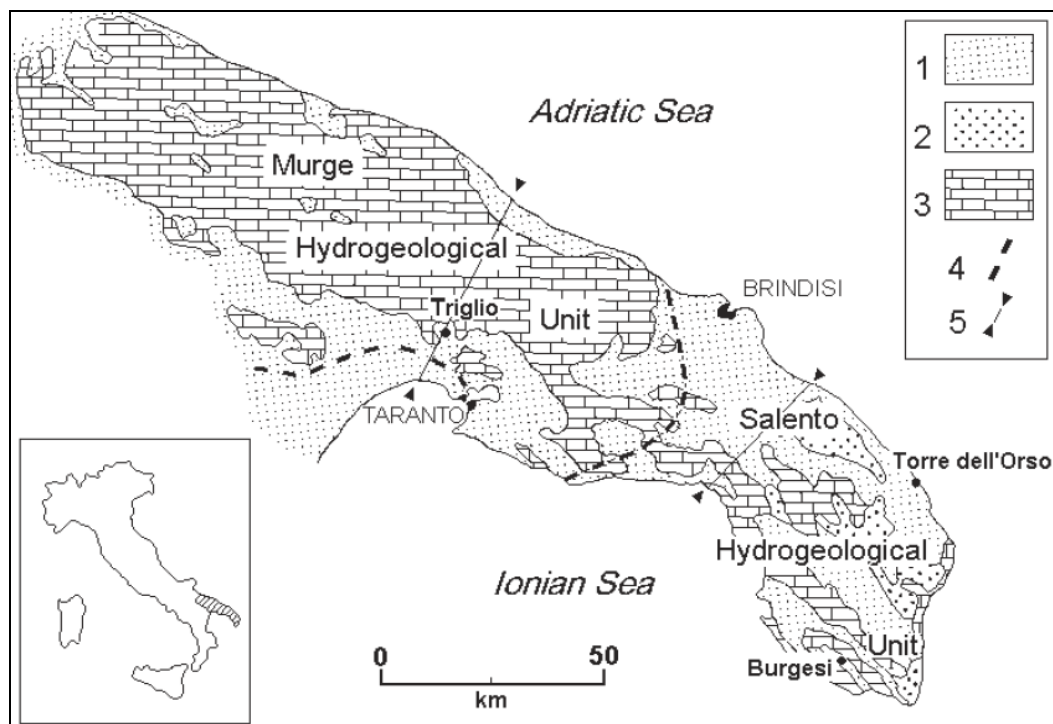 1
Adriatic Sea
2
Murge
3
Hydrogeological
4
BRINDISI
Triglio
Unit
5
TARANTO
Salento
Torre dell'Orso
Hydrogeological
Ionian Sea
Unit
0 50
Burgesi
km